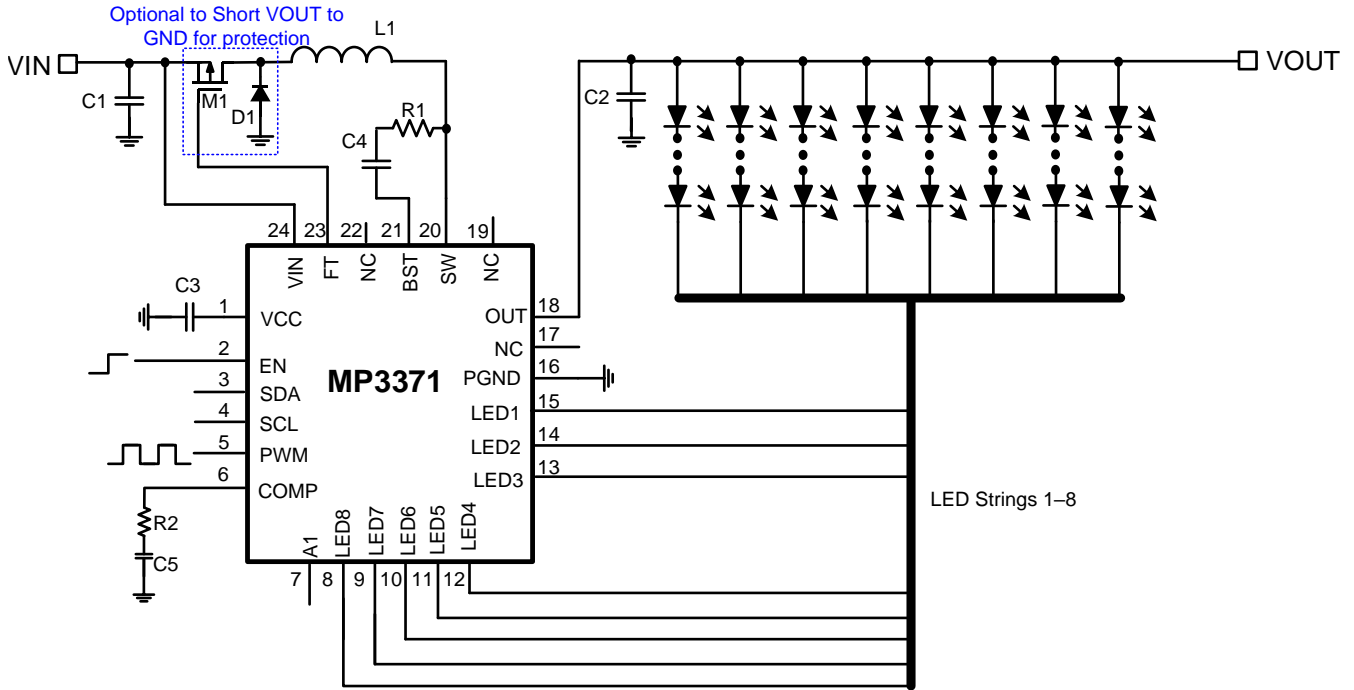 Optional to Short VOUT to
GND for protection
L1
VIN
VOUT
C1
M1
D1
R1
C2
C4
24
23
22
21
20
19
VIN
FT
NC
BST
SW
NC
C3
1
VCC
2
EN
3
SDA
4
SCL
5
PWM
6
COMP
MP3371
OUT
18
NC
17
PGND
16
LED1
15
LED2
14
LED3
13
LED Strings 1–8
R2
C5
A1
LED8
LED7
LED6
LED5
LED4
7
8
9
10
11
12